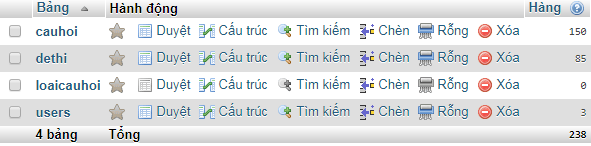 Bảng Hành động Hàng
cauhoi Duyệt Cấu trúc Tìm kiếm Chèn Rỗng Xóa 150
dethi Duyệt Cấu trúc Tìm kiếm Chèn Rỗng Xóa 85
loaicauhoi Duyệt Cấu trúc Tìm kiếm Chèn Rỗng Xóa 0
users Duyệt Cấu trúc Tìm kiếm Chèn Rỗng Xóa 3
4 bảng Tổng 238